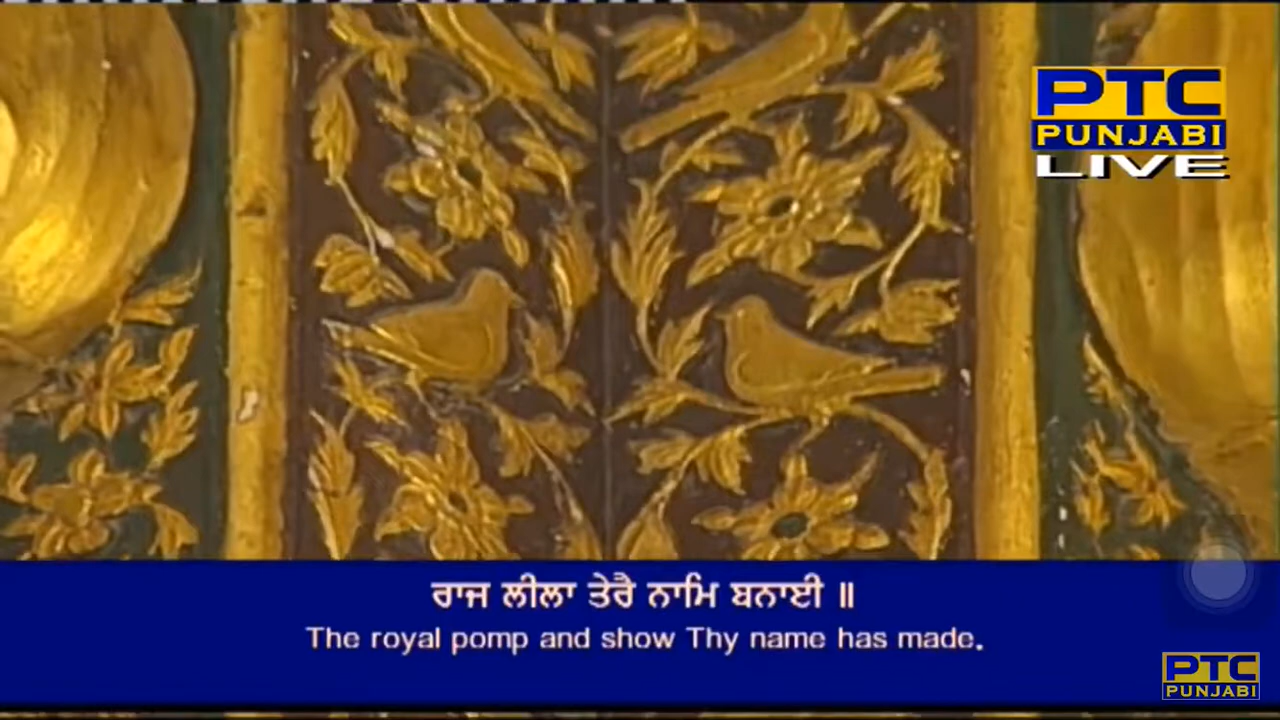 PTC
PUNJABI
LIVE
ਰਾਜ ਲੀਲਾ ਤੇਰੈ ਨਾਮਿ ਬਨਾਈ ॥
The royal pomp and show Thy name has made.
PTC
PUNJABI